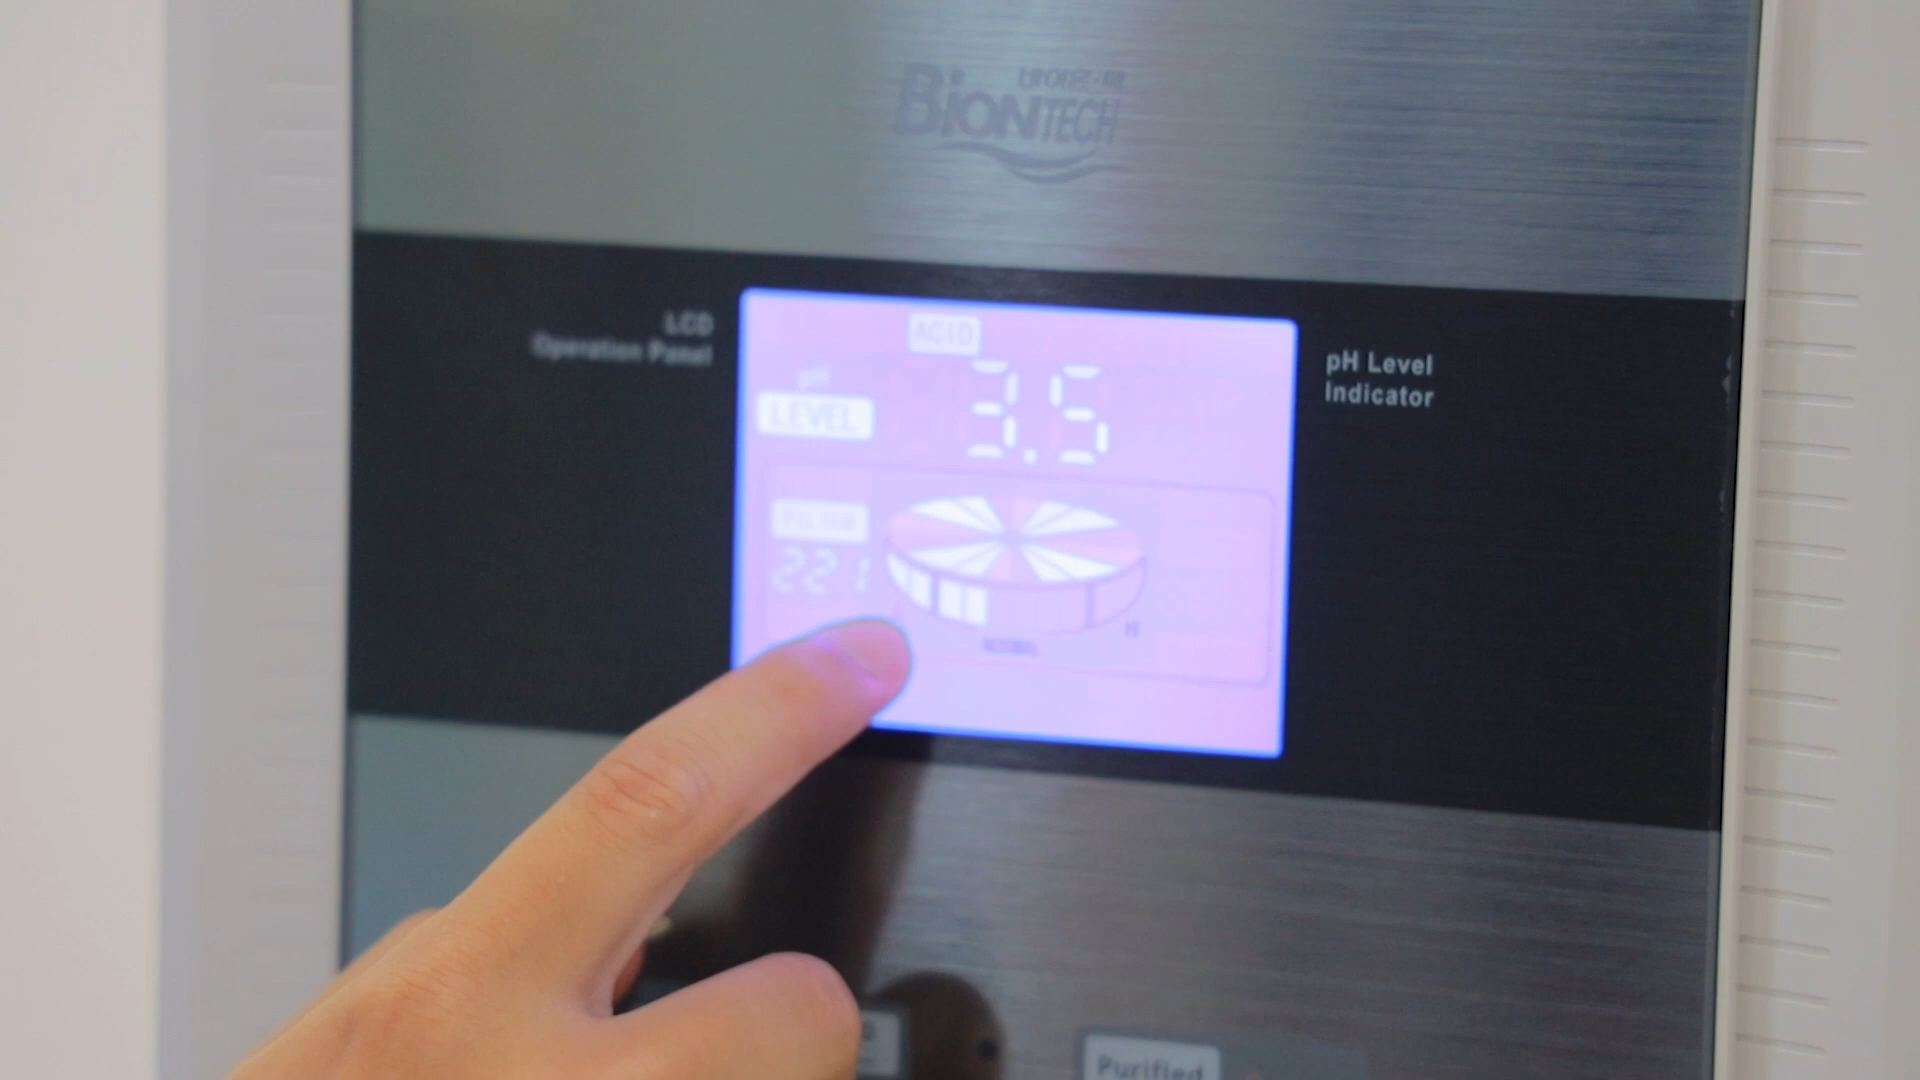 BionTECH
LCD
Operation Panel
ACID
pH
LEVEL
3.5
pH Level
Indicator
FILTER
221
Purified